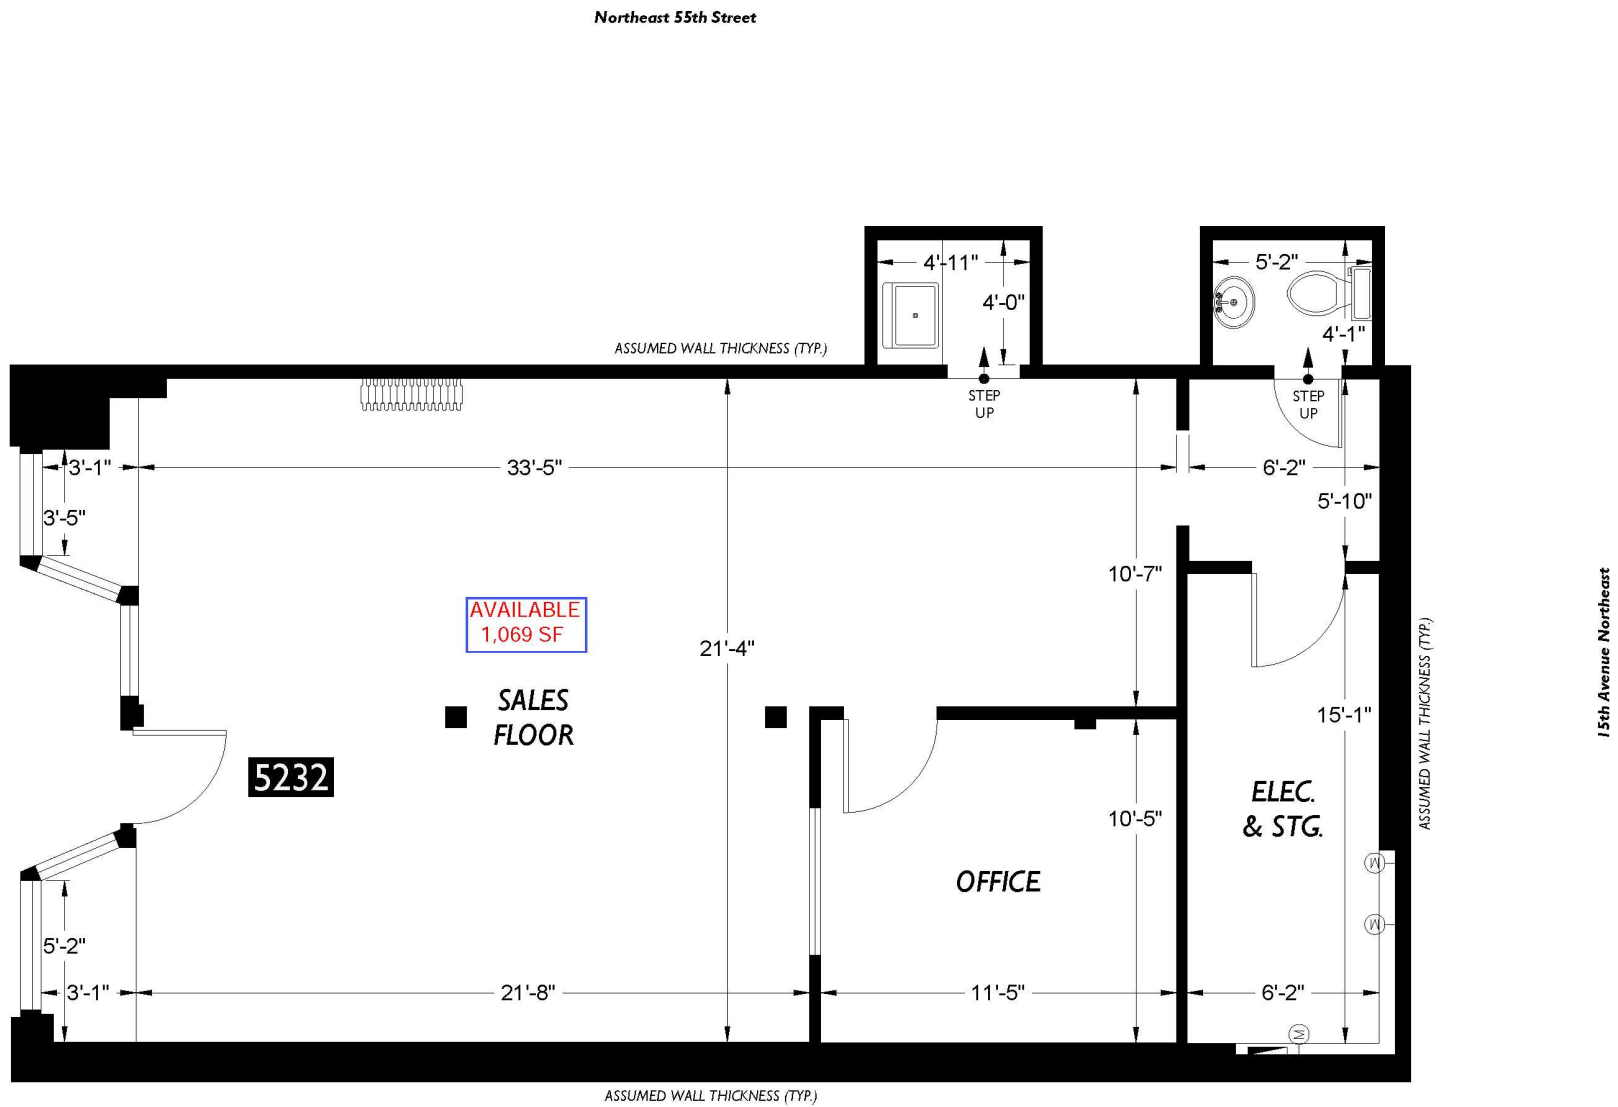 Northeast 55th Street
4'-11"
5'-2"
4'-0"
4'-1"
ASSUMED WALL THICKNESS (TYP.)
STEP
UP
STEP
UP
3'-1"
33'-5"
6'-2"
3'-5"
5'-10"
10'-7"
AVAILABLE
1,069 SF
21'-4"
SALES
FLOOR
15'-1"
ASSUMED WALL THICKNESS (TYP.)
15th Avenue Northeast
5232
ELEC.
& STG.
10'-5"
OFFICE
M
M
5'-2"
3'-1"
21'-8"
11'-5"
6'-2"
M
ASSUMED WALL THICKNESS (TYP.)